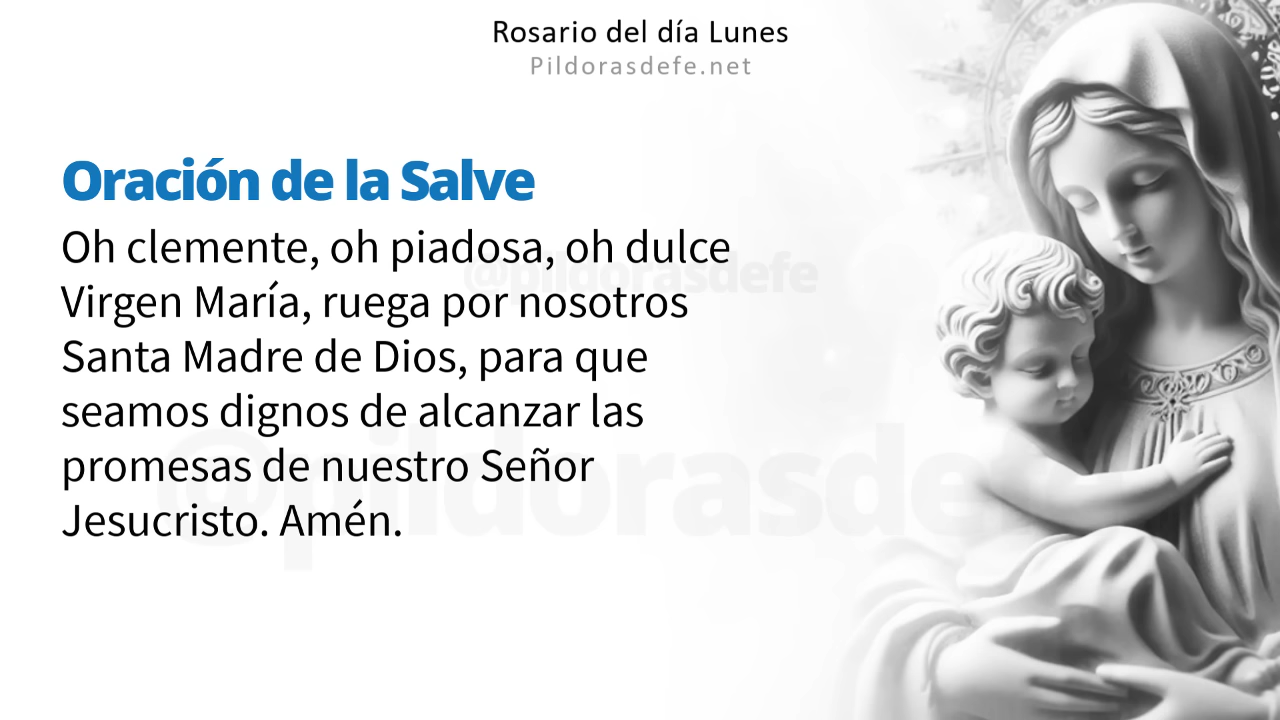 Rosario del día Lunes
Pildorasdefe.net
Oración de la Salve
Oh clemente, oh piadosa, oh dulce
Virgen María, ruega por nosotros
Santa Madre de Dios, para que
seamos dignos de alcanzar las
promesas de nuestro Señor
Jesucristo. Amén.
@pildorasdefe
@pildorasdefe